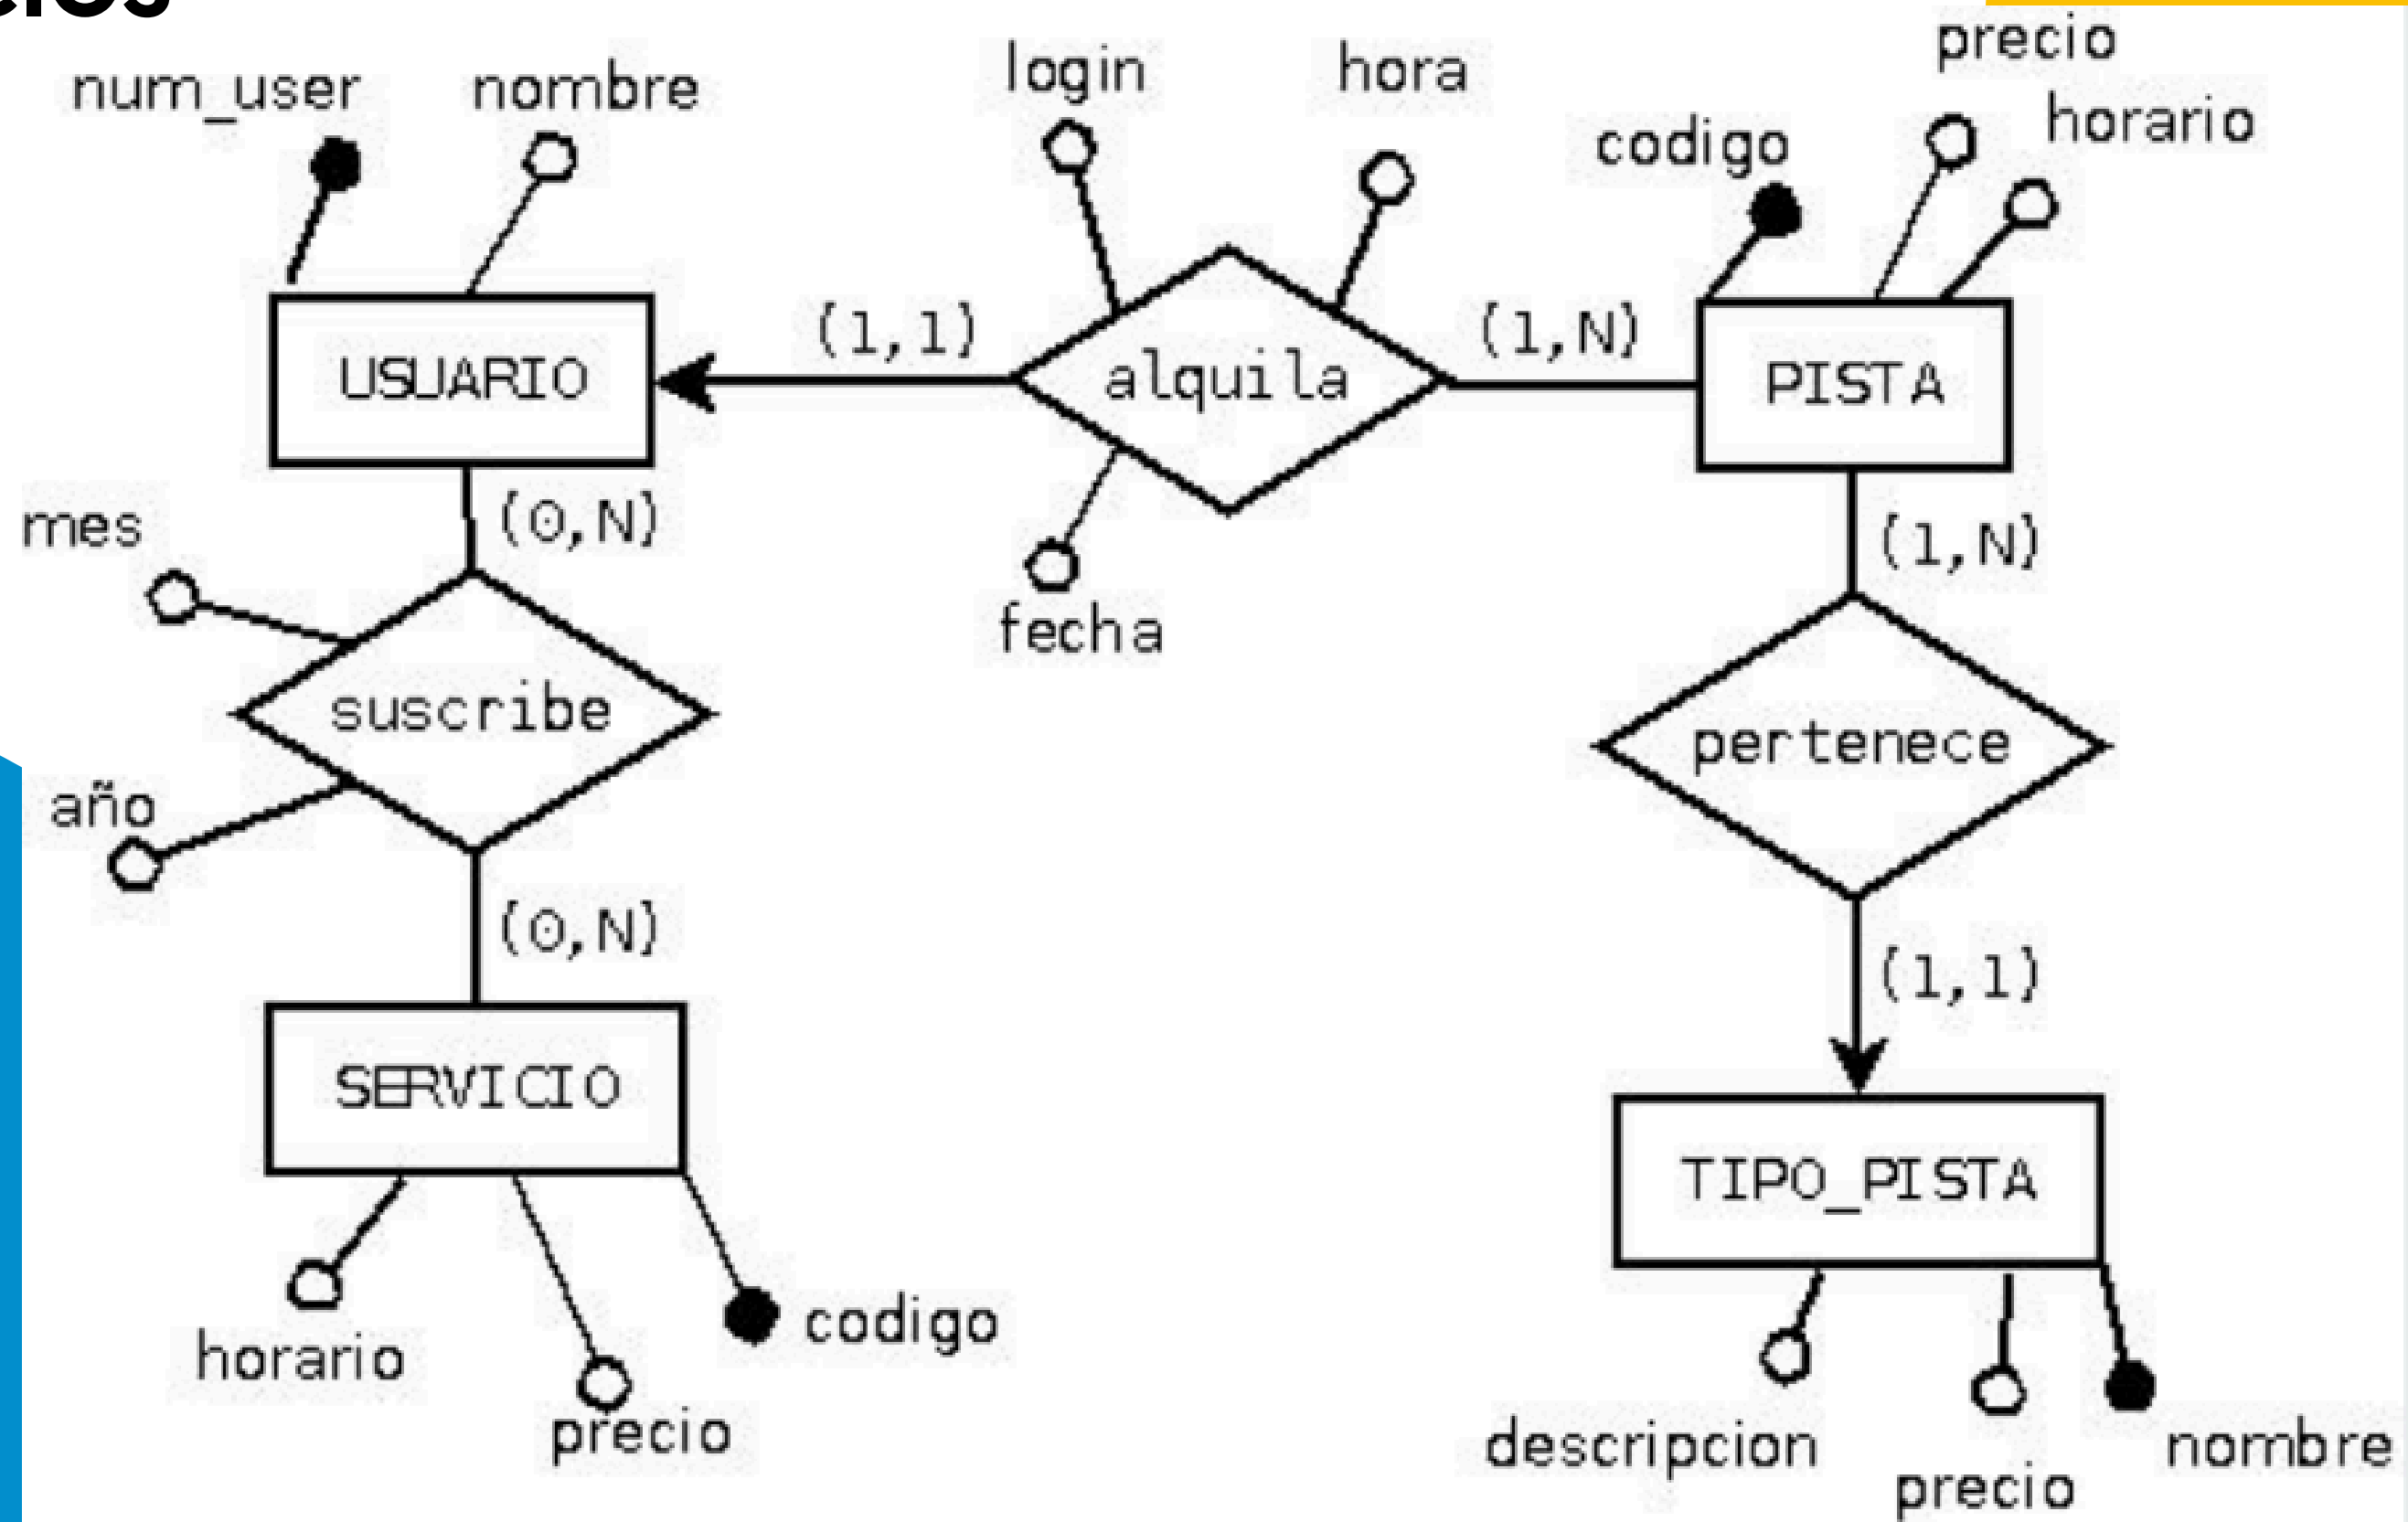 num_user
nombre
login
hora
precio
horario
codigo
USUARIO
(1,1)
alquila
(1,N)
PISTA
(0,N)
mes
fecha
(1,N)
suscribe
pertenece
año
(0,N)
(1,1)
SERVICIO
TIPO_PISTA
horario
precio
codigo
descripcion
precio
nombre